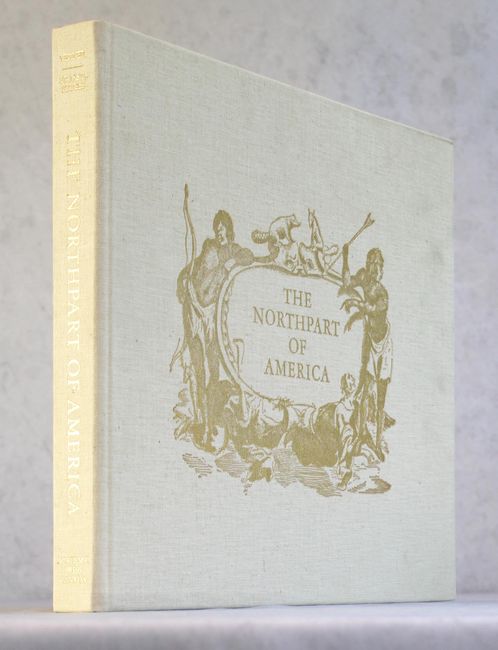 THE NORTHPART OF AMERICA
THE
NORTHPART
OF
AMERICA